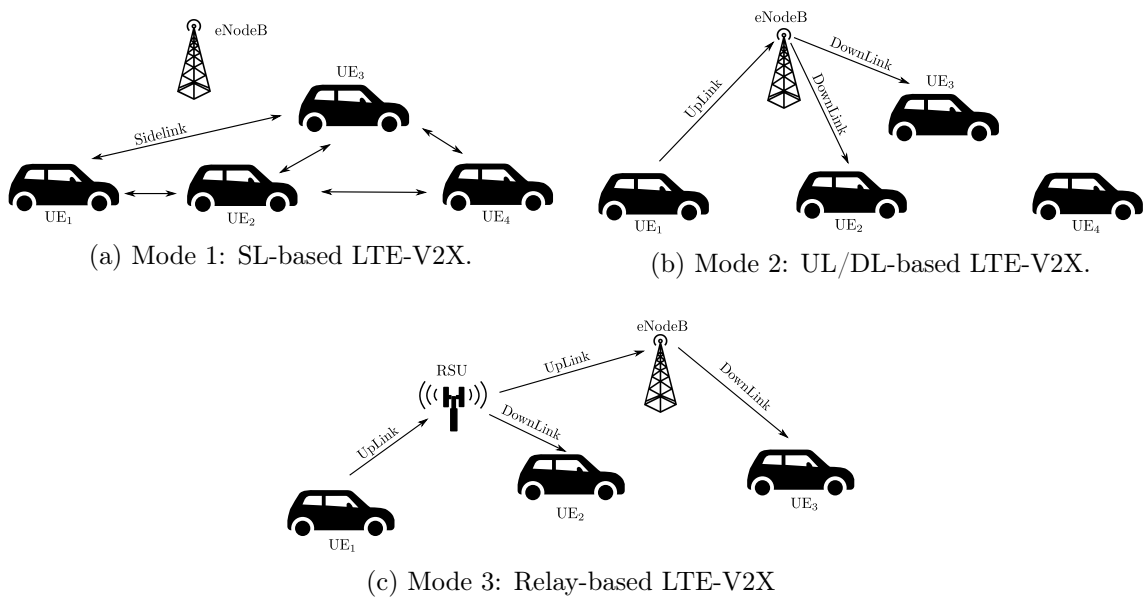 eNodeB
UE₃
Sidelink
UE₁
UE₂
UE₄
(a) Mode 1: SL-based LTE-V2X.
eNodeB
DownLink
UE₃
UpLink
DownLink
UE₁
UE₂
UE₄
(b) Mode 2: UL/DL-based LTE-V2X.
eNodeB
RSU
UpLink
DownLink
DownLink
UpLink
UE₃
UE₂
UE₁
(c) Mode 3: Relay-based LTE-V2X